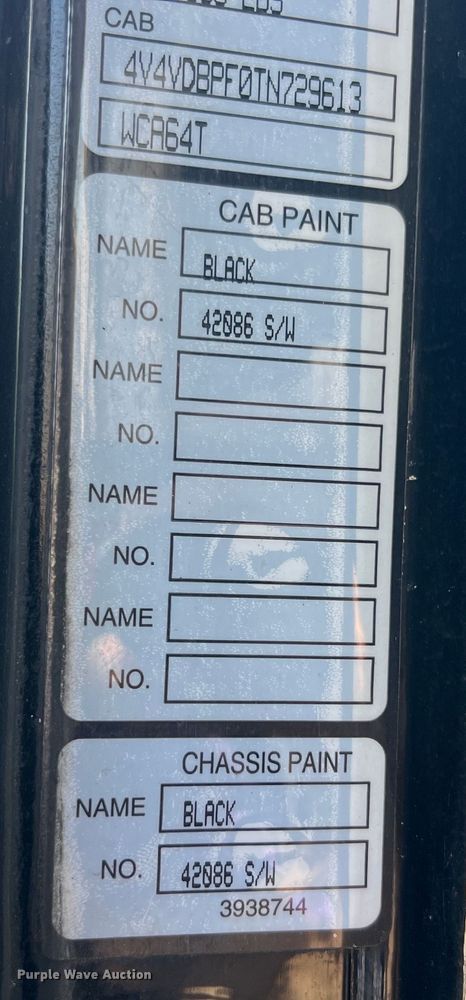 CAB
4V4VDBPF0TN729613
WCA64T
CAB PAINT
NAME BLACK
NO. 42086 S/W
NAME
NO.
NAME
NO.
NAME
NO.
CHASSIS PAINT
NAME BLACK
NO. 42086 S/W
3938744
Purple Wave Auction